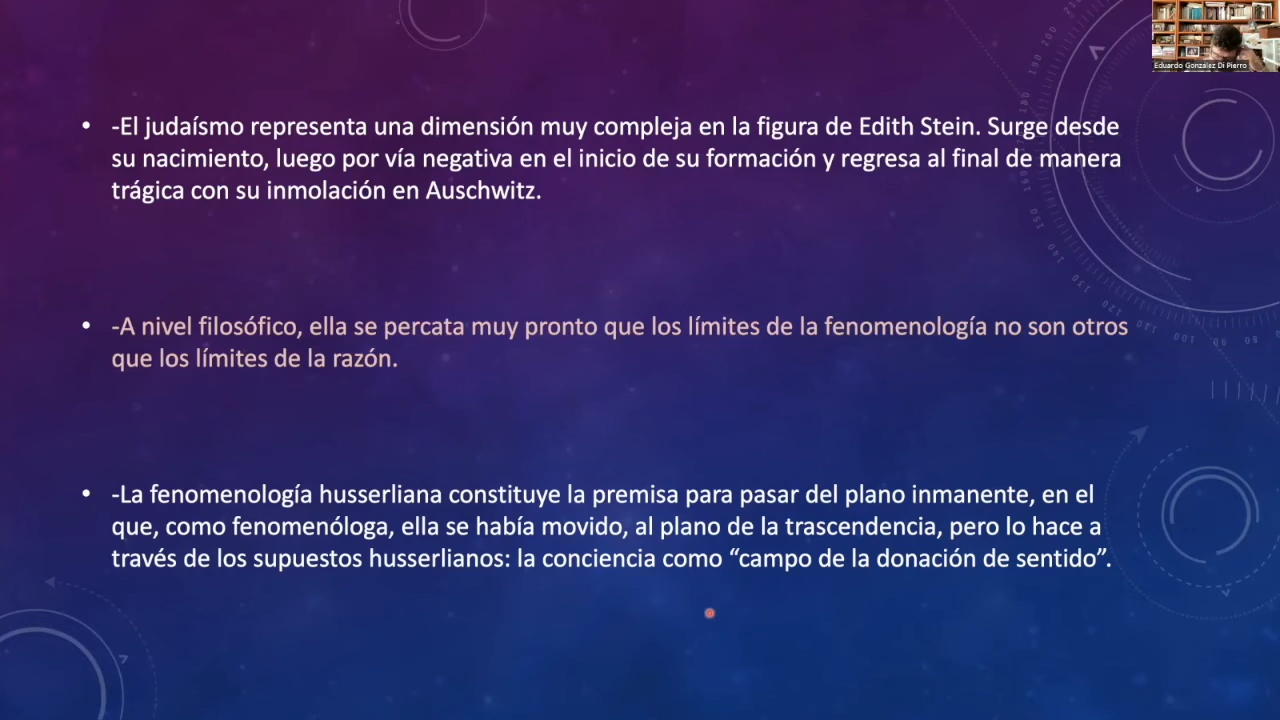 Eduardo González Di Pierro
• -El judaísmo representa una dimensión muy compleja en la figura de Edith Stein. Surge desde
su nacimiento, luego por vía negativa en el inicio de su formación y regresa al final de manera
trágica con su inmolación en Auschwitz.
• -A nivel filosófico, ella se percata muy pronto que los límites de la fenomenología no son otros
que los límites de la razón.
• -La fenomenología husserliana constituye la premisa para pasar del plano inmanente, en el
que, como fenomenóloga, ella se había movido, al plano de la trascendencia, pero lo hace a
través de los supuestos husserlianos: la conciencia como “campo de la donación de sentido”.